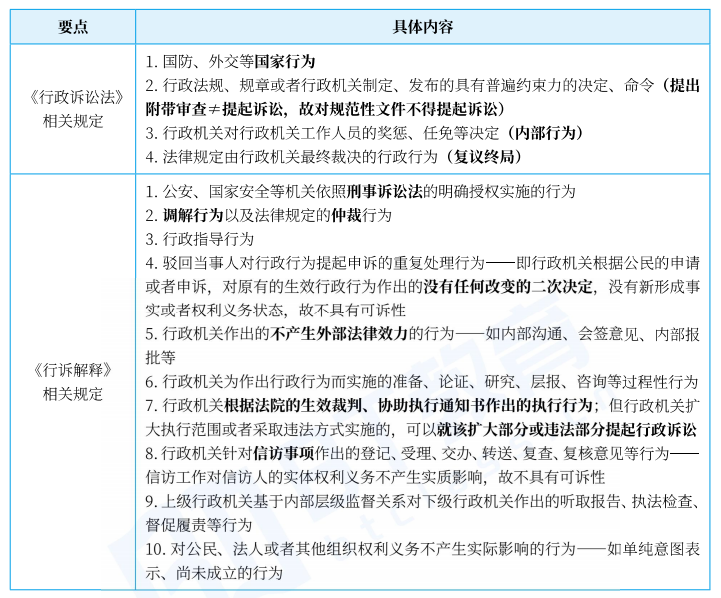 要点
具体内容
《行政诉讼法》
相关规定
1. 国防、外交等国家行为
2. 行政法规、规章或者行政机关制定、发布的具有普遍约束力的决定、命令（提出
附带审查≠提起诉讼，故对规范性文件不得提起诉讼）
3. 行政机关对行政机关工作人员的奖惩、任免等决定（内部行为）
4. 法律规定由行政机关最终裁决的行政行为（复议终局）
《行诉解释》
相关规定
1. 公安、国家安全等机关依照刑事诉讼法的明确授权实施的行为
2. 调解行为以及法律规定的仲裁行为
3. 行政指导行为
4. 驳回当事人对行政行为提起申诉的重复处理行为——即行政机关根据公民的申请
或者申诉，对原有的生效行政行为作出的没有任何改变的二次决定，没有新形成事
实或者权利义务状态，故不具有可诉性
5. 行政机关作出的不产生外部法律效力的行为——如内部沟通、会签意见、内部报
批等
6. 行政机关为作出行政行为而实施的准备、论证、研究、层报、咨询等过程性行为
7. 行政机关根据法院的生效裁判、协助执行通知书作出的执行行为；但行政机关扩
大执行范围或者采取违法方式实施的，可以就该扩大部分或违法部分提起行政诉讼
8. 行政机关针对信访事项作出的登记、受理、交办、转送、复查、复核意见等行为——
信访工作对信访人的实体权利义务不产生实质影响，故不具有可诉性
9. 上级行政机关基于内部层级监督关系对下级行政机关作出的听取报告、执法检查、
督促履责等行为
10. 对公民、法人或者其他组织权利义务不产生实际影响的行为——如单纯意图表
示、尚未成立的行为